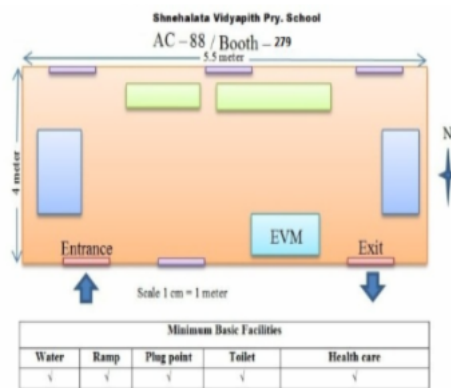 Shnehalata Vidyapith Pry. School
AC – 88 / Booth – 279
5.5 meter
4 meter
N
EVM
Entrance
Exit
Scale 1 cm = 1 meter
Minimum Basic Facilities
Water Ramp Plug point Toilet Health care
√ √ √ √ √